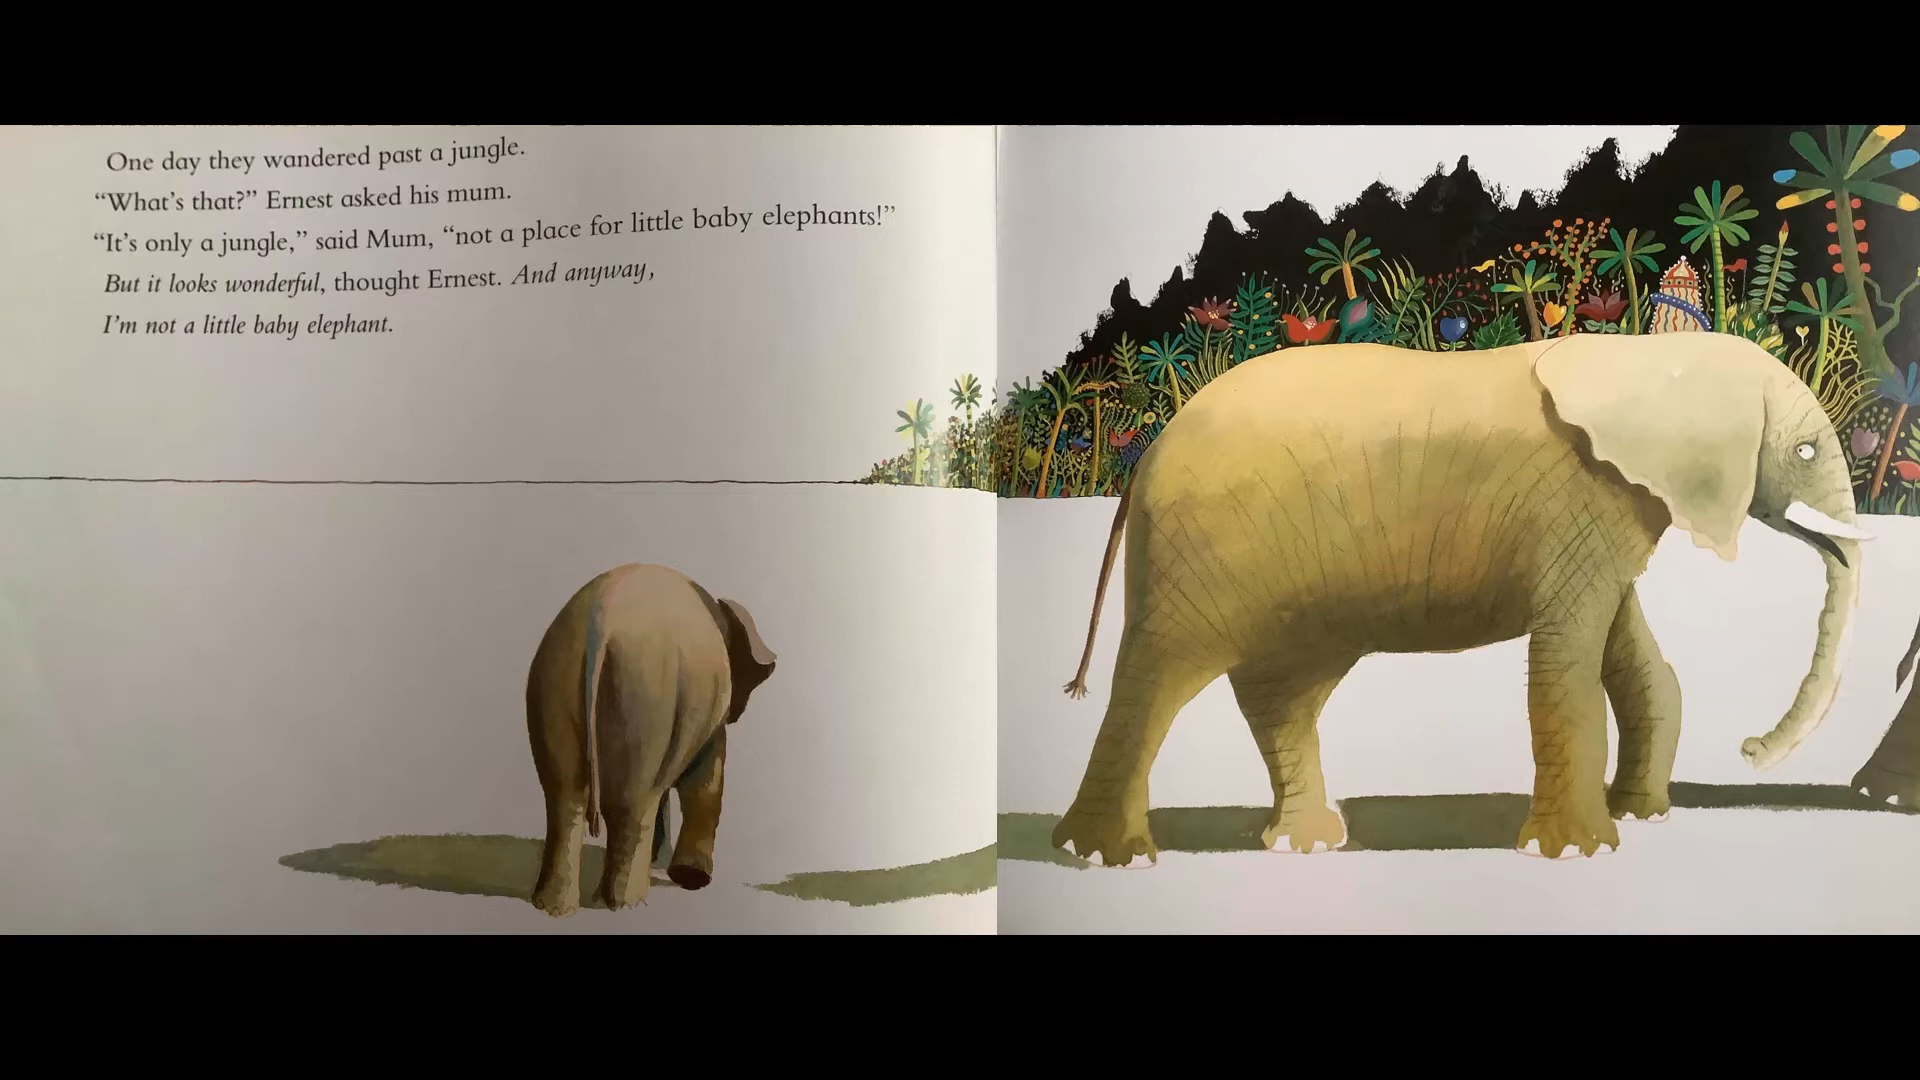 One day they wandered past a jungle.
“What’s that?” Ernest asked his mum.
“It’s only a jungle,” said Mum, “not a place for little baby elephants!”
But it looks wonderful, thought Ernest. And anyway,
I’m not a little baby elephant.